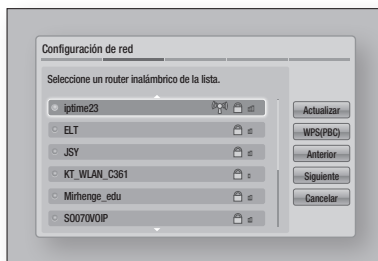 Configuración de red
Seleccione un router inalámbrico de la lista.
iptime23
ELT
JSY
KT_WLAN_C361
Mirhenge_edu
SO070VOIP
Actualizar
WPS(PBC)
Anterior
Siguiente
Cancelar